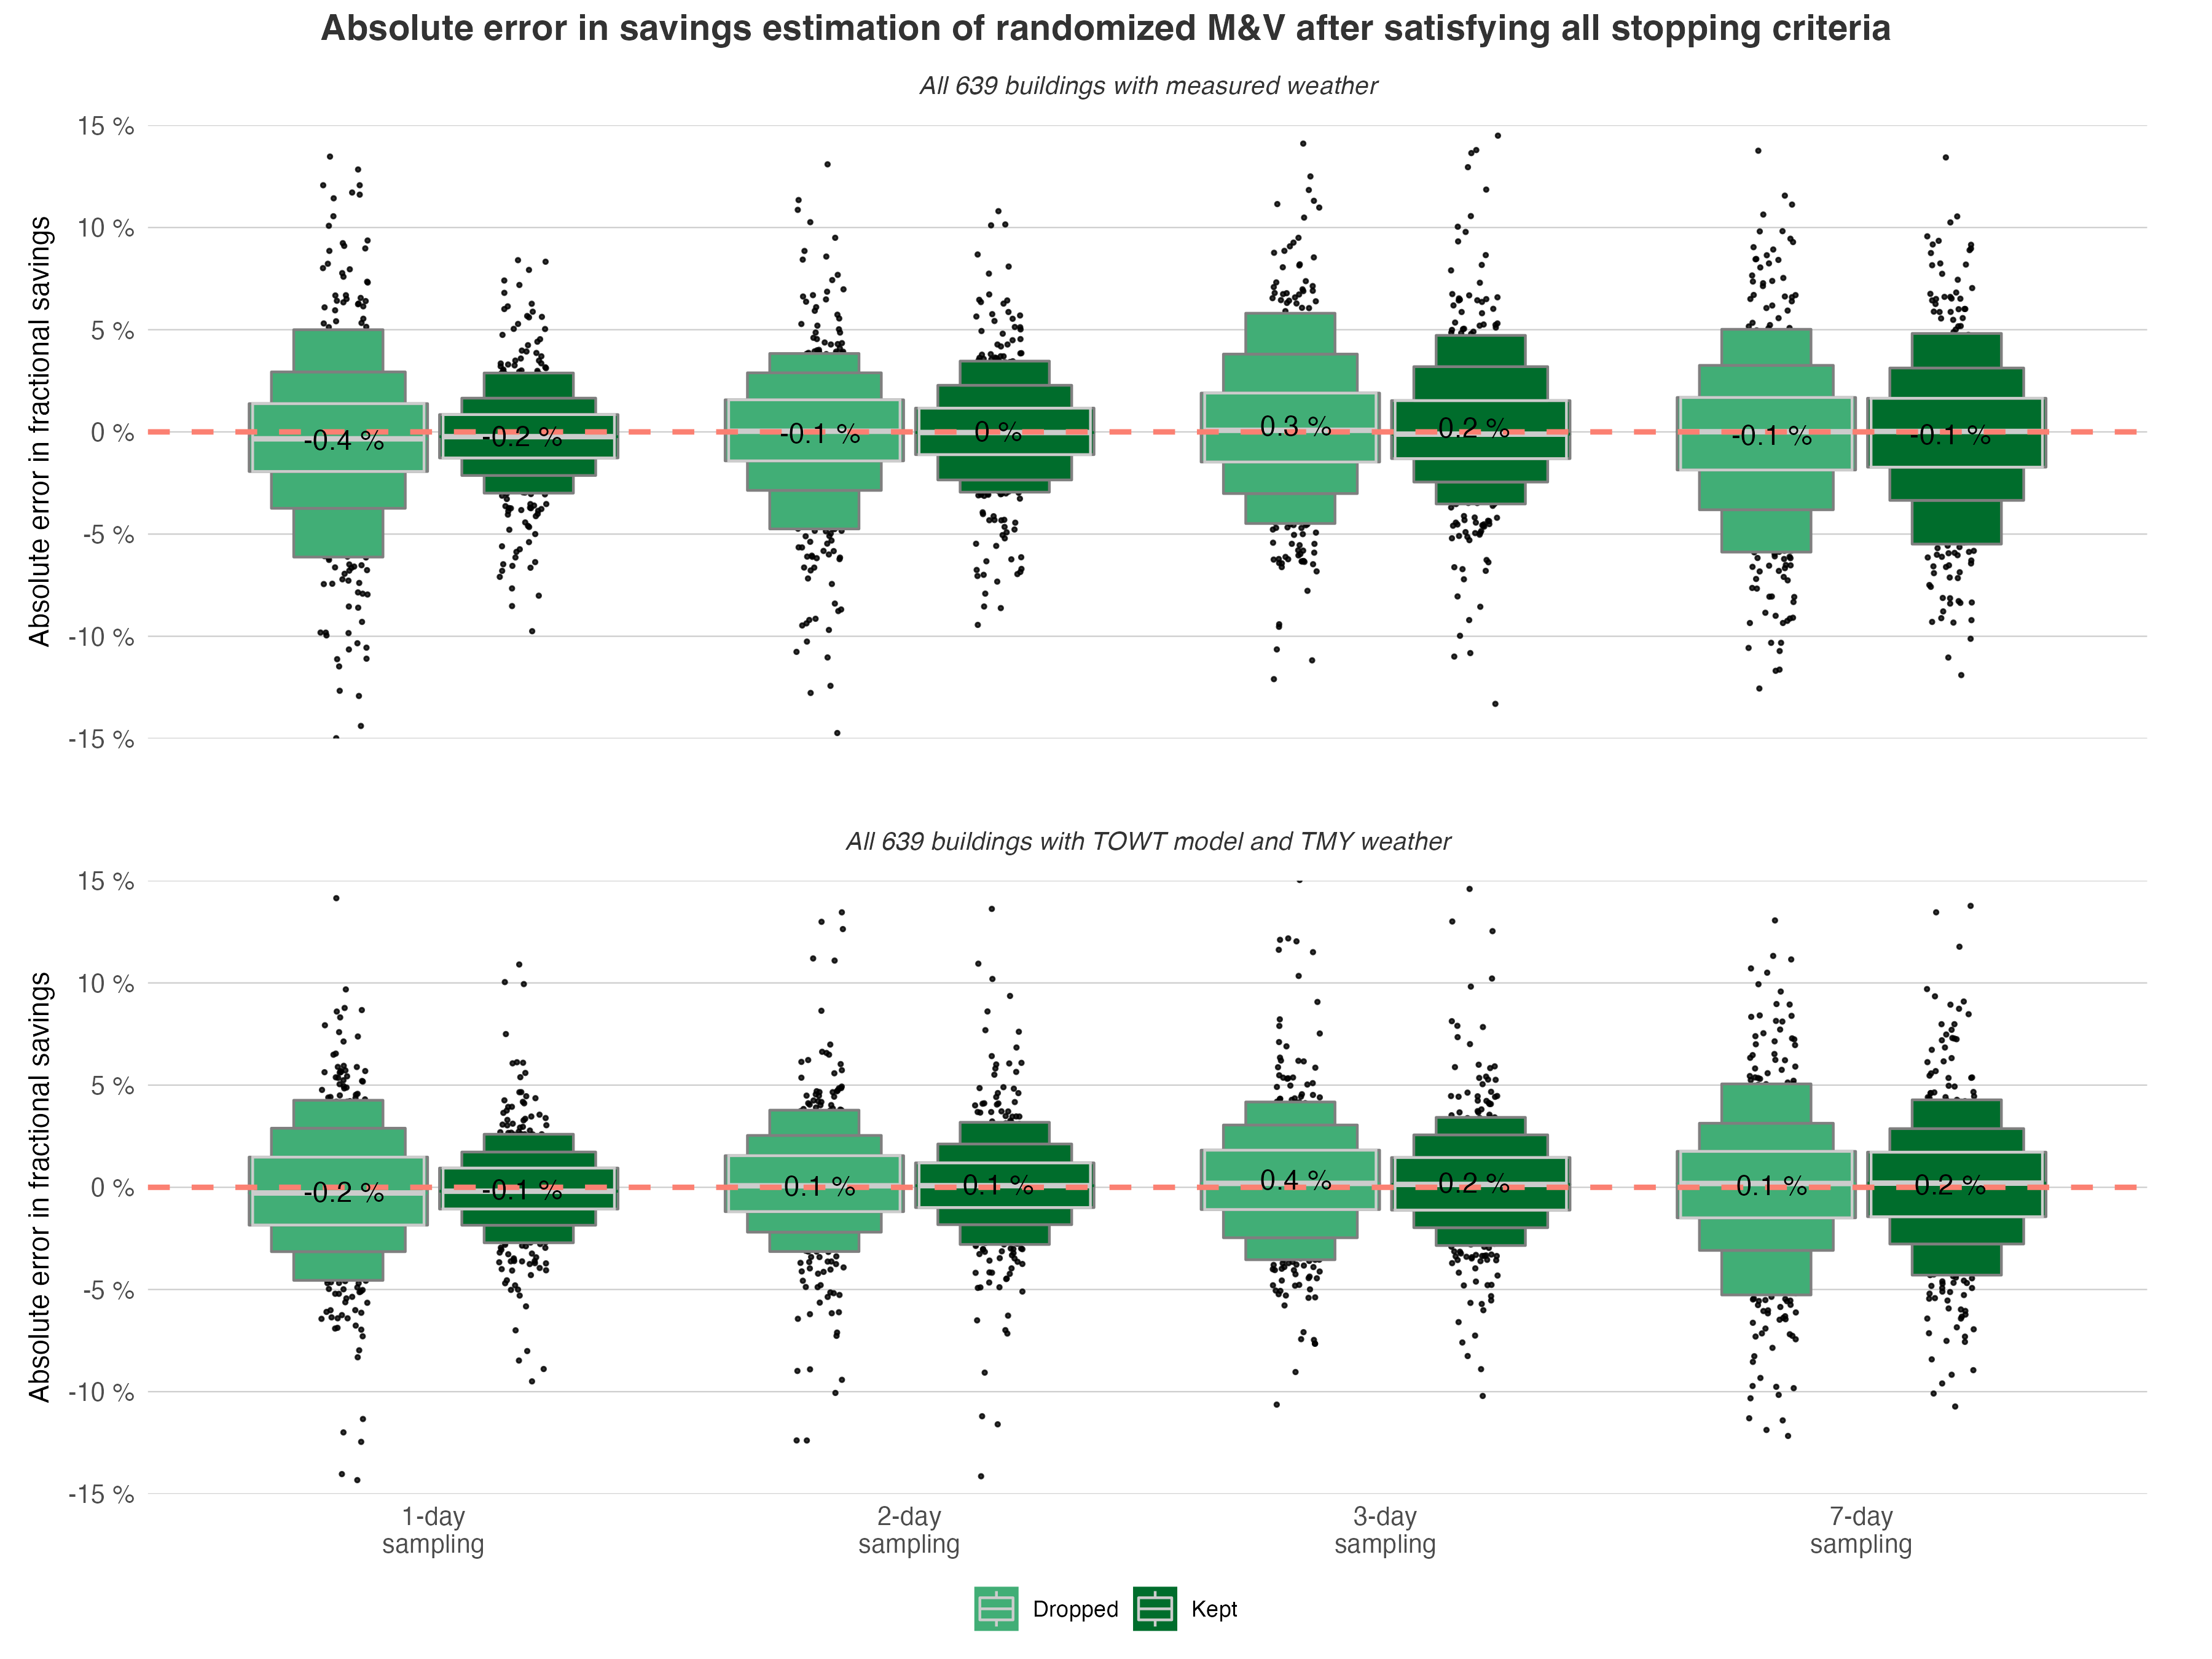 Absolute error in savings estimation of randomized M&V after satisfying all stopping criteria
All 639 buildings with measured weather
Absolute error in fractional savings
15 %
10 %
5 %
0 %
-5 %
-10 %
-15 %
-0.4 %
-0.2 %
-0.1 %
0 %
0.3 %
0.2 %
-0.1 %
-0.1 %
All 639 buildings with TOWT model and TMY weather
Absolute error in fractional savings
15 %
10 %
5 %
0 %
-5 %
-10 %
-15 %
-0.2 %
-0.1 %
0.1 %
0.1 %
0.4 %
0.2 %
0.1 %
0.2 %
1-day
sampling
2-day
sampling
3-day
sampling
7-day
sampling
Dropped
Kept